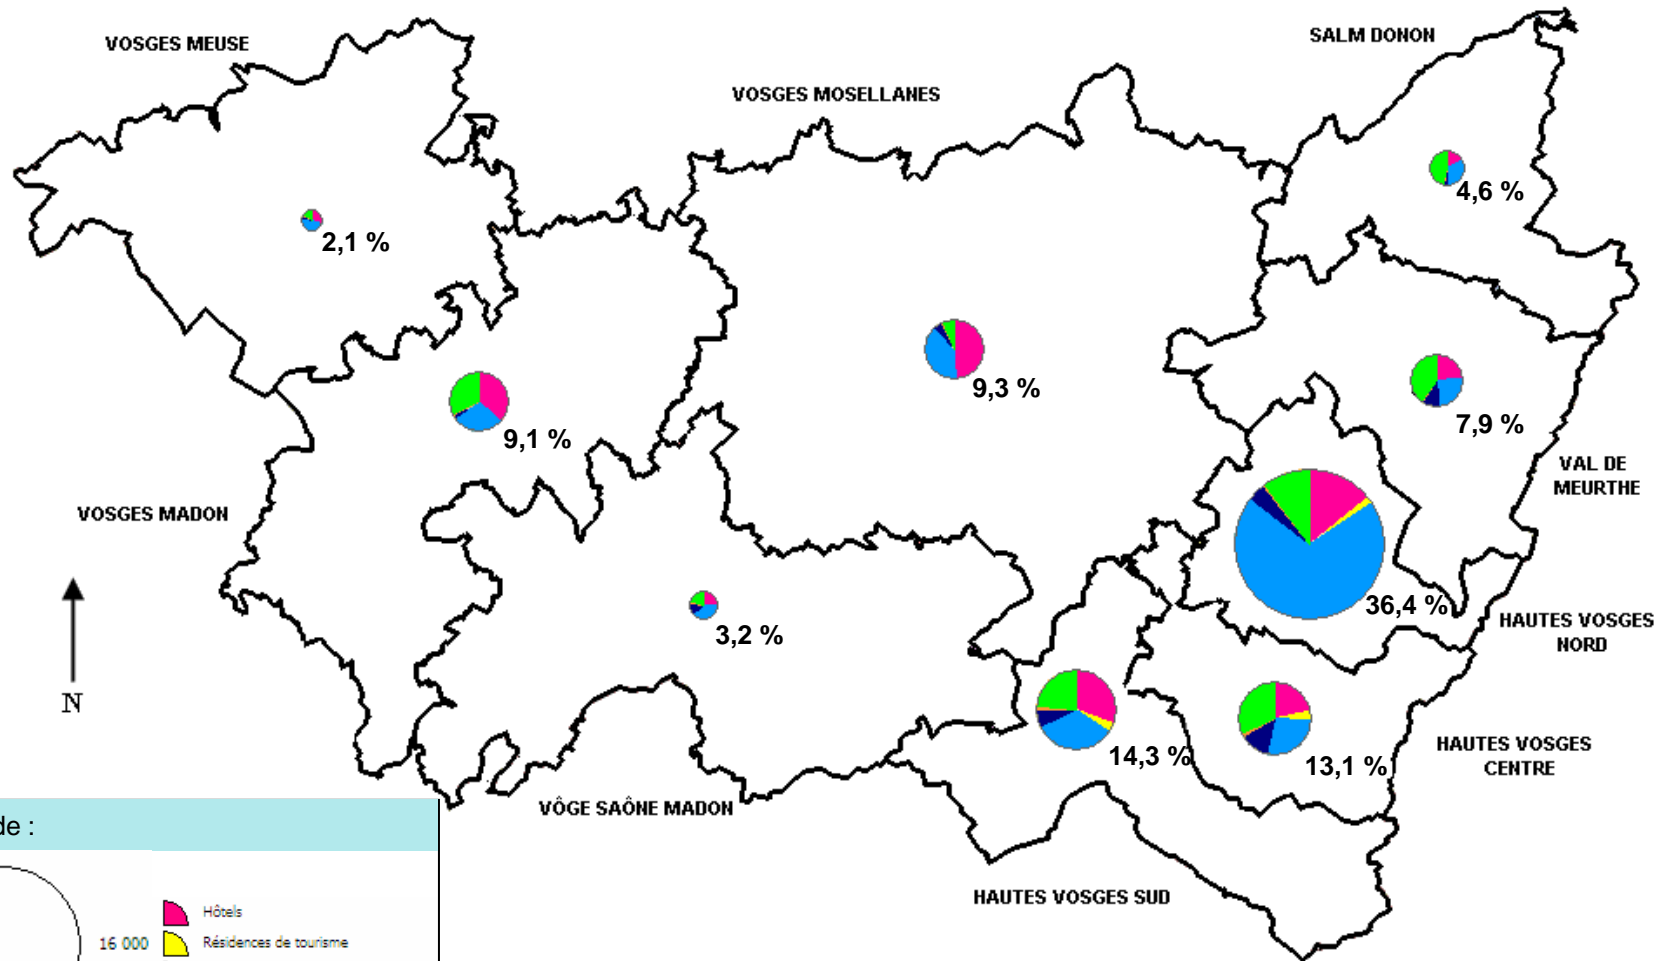 VOSGES MEUSE
SALM DONON
VOSGES MOSELLANES
4,6 %
2,1 %
9,3 %
9,1 %
7,9 %
VAL DE
MEURTHE
VOSGES MADON
36,4 %
HAUTES VOSGES
NORD
3,2 %
N
14,3 %
13,1 %
HAUTES VOSGES
CENTRE
VÔGE SAÔNE MADON
HAUTES VOSGES SUD
de :
Hôtels
16 000
Résidences de tourisme